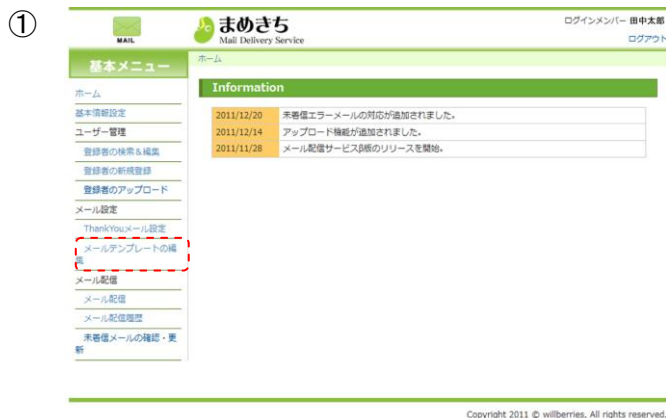 ①
MAIL
まめきち
Mail Delivery Service
ログインメンバー 田中太郎
ログアウト
基本メニュー
ホーム
ホーム
基本情報設定
ユーザー管理
登録者の検索&編集
登録者の新規登録
登録者のアップロード
メール設定
ThankYouメール設定
メールテンプレートの編
集
メール配信
メール配信
メール配信履歴
未着信メールの確認・更
新
Information
2011/12/20 未着信エラーメールの対応が追加されました。
2011/12/14 アップロード機能が追加されました。
2011/11/28 メール配信サービスβ版のリリースを開始。
Copyright 2011 © willberries. All rights reserved.